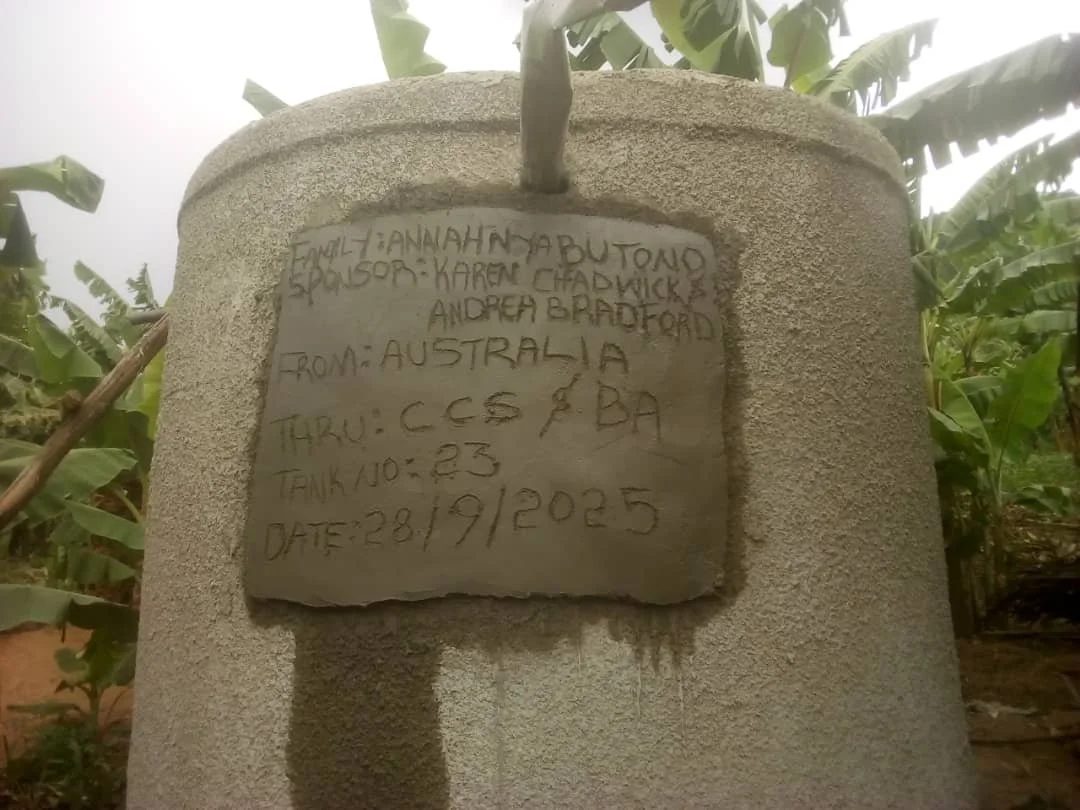 FAMILY: ANNAH NYABUTONO
SPONSOR: KAREN CHADWICK &
ANDREA BRADFORD
FROM: AUSTRALIA
THRU: CCS & BA
TANK NO: 23
DATE: 28/9/2025